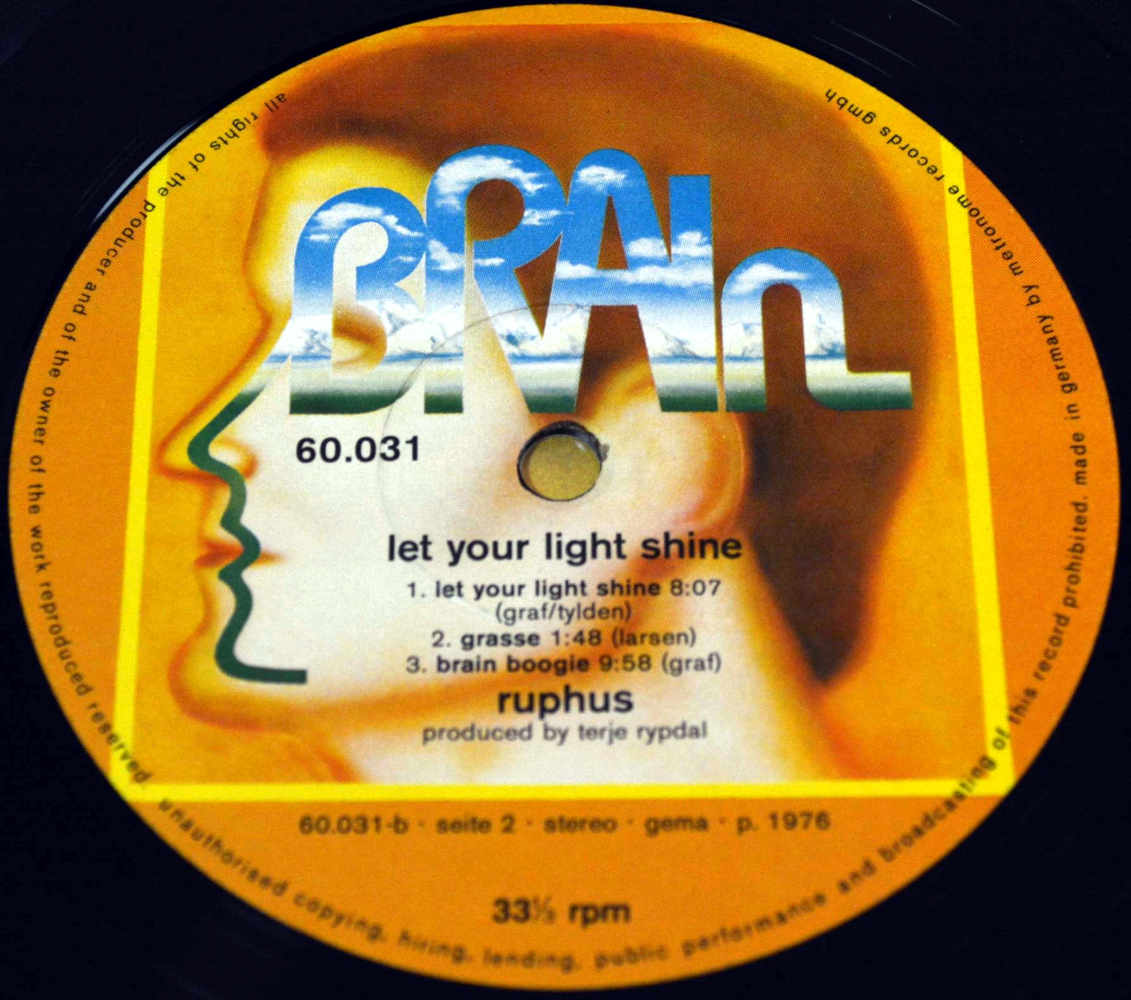 BRAIn
60.031
let your light shine
1. let your light shine 8:07
(graf/tylden)
2. grasse 1:48 (larsen)
3. brain boogie 9:58 (graf)
ruphus
produced by terje rypdal
60.031-b · seite 2 · stereo · gema · p. 1976
33⅓ rpm
all rights of the producer and of the owner of the work reproduced reserved. unauthorised copying, hiring, lending, public performance and broadcasting of this record prohibited. made in germany by metronome records gmbh